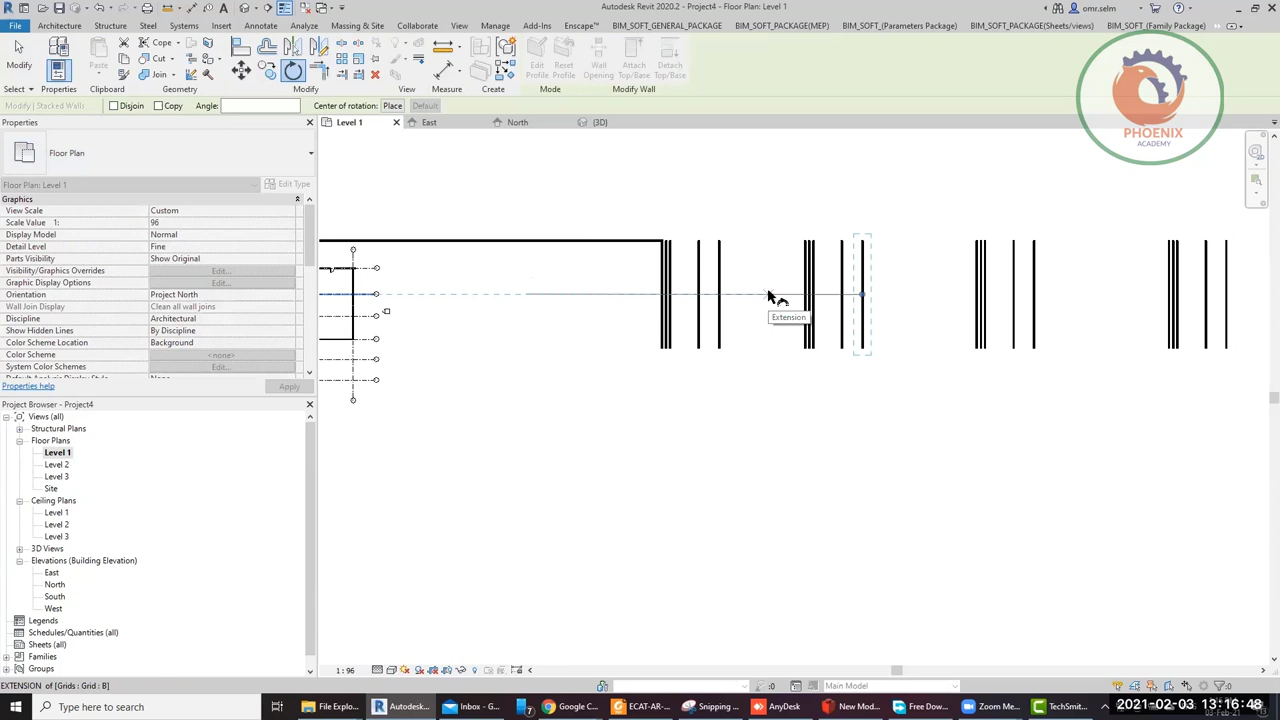 Autodesk Revit 2020.2 - Project4 - Floor Plan: Level 1
omr.selm
File Architecture Structure Steel Systems Insert Annotate Analyze Massing & Site Collaborate View Manage Add-Ins Enscape™ BIM_SOFT_GENERAL_PACKAGE BIM_SOFT_PACKAGE(MEP) BIM_SOFT_(Parameters Package) BIM_SOFT_PACKAGE(Sheets/views) BIM_SOFT_(Family Package)
Modify Paste Cope Cut Join Edit Profile Reset Profile Wall Opening Attach Top/Base Detach Top/Base
Select Properties Clipboard Geometry Modify View Measure Create Mode Modify Wall
Modify | Stacked Walls Disjoin Copy Angle: Center of rotation: Place Default
PHOENIX
ACADEMY
Properties
Level 1 East North {3D}
Floor Plan
Floor Plan: Level 1 Edit Type
Graphics
View Scale Custom
Scale Value 1: 96
Display Model Normal
Detail Level Fine
Parts Visibility Show Original
Visibility/Graphics Overrides Edit...
Graphic Display Options Edit...
Orientation Project North
Wall Join Display Clean all wall joins
Discipline Architectural
Show Hidden Lines By Discipline
Color Scheme Location Background
Color Scheme <none>
System Color Schemes Edit...
Properties help Apply
Extension
Project Browser - Project4
Views (all)
Structural Plans
Floor Plans
Level 1
Level 2
Level 3
Site
Ceiling Plans
Level 1
Level 2
Level 3
3D Views
Elevations (Building Elevation)
East
North
South
West
Legends
Schedules/Quantities (all)
Sheets (all)
Families
Groups
1 : 96
EXTENSION of [Grids : Grid : B]
:0 Main Model :0
Type here to search
File Explo... Autodes... Inbox - G... Google C... ECAT-AR-... Snipping ... AnyDesk New Mod... Free Dow... Zoom Me... TechSmit...
2021-02-03 13:16:48